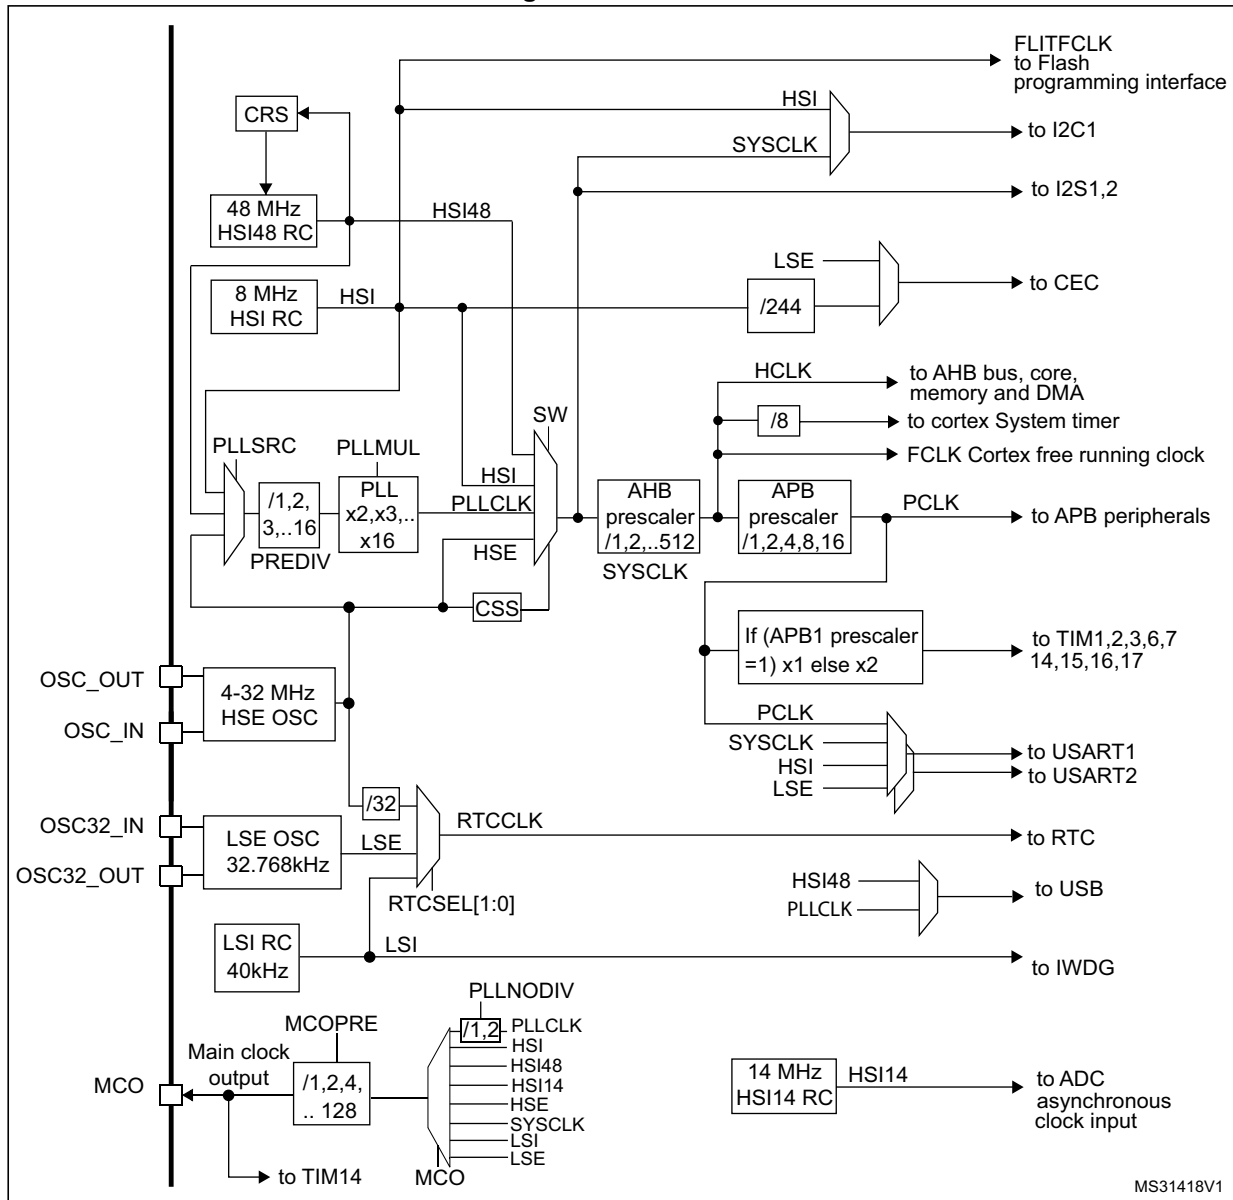 FLITFCLK
to Flash
programming interface
HSI
CRS
to I2C1
SYSCLK
to I2S1,2
48 MHz
HSI48 RC
HSI48
LSE
to CEC
8 MHz
HSI RC
HSI
/244
HCLK
to AHB bus, core,
memory and DMA
/8
to cortex System timer
SW
PLLSRC
PLLMUL
FCLK Cortex free running clock
HSI
/1,2,
3,..16
PREDIV
PLL
x2,x3,..
x16
PLLCLK
HSE
AHB
prescaler
/1,2,..512
SYSCLK
APB
prescaler
/1,2,4,8,16
PCLK
to APB peripherals
CSS
If (APB1 prescaler
=1) x1 else x2
to TIM1,2,3,6,7
14,15,16,17
OSC_OUT
OSC_IN
4-32 MHz
HSE OSC
PCLK
SYSCLK
HSI
LSE
to USART1
to USART2
/32
OSC32_IN
OSC32_OUT
LSE OSC
32.768kHz
LSE
RTCCLK
to RTC
RTCSEL[1:0]
HSI48
PLLCLK
to USB
LSI RC
40kHz
LSI
to IWDG
PLLNODIV
MCOPRE
/1,2
PLLCLK
HSI
HSI48
HSI14
HSE
SYSCLK
LSI
LSE
Main clock
output
MCO
/1,2,4,
.. 128
14 MHz
HSI14 RC
HSI14
to ADC
asynchronous
clock input
to TIM14
MCO
MS31418V1